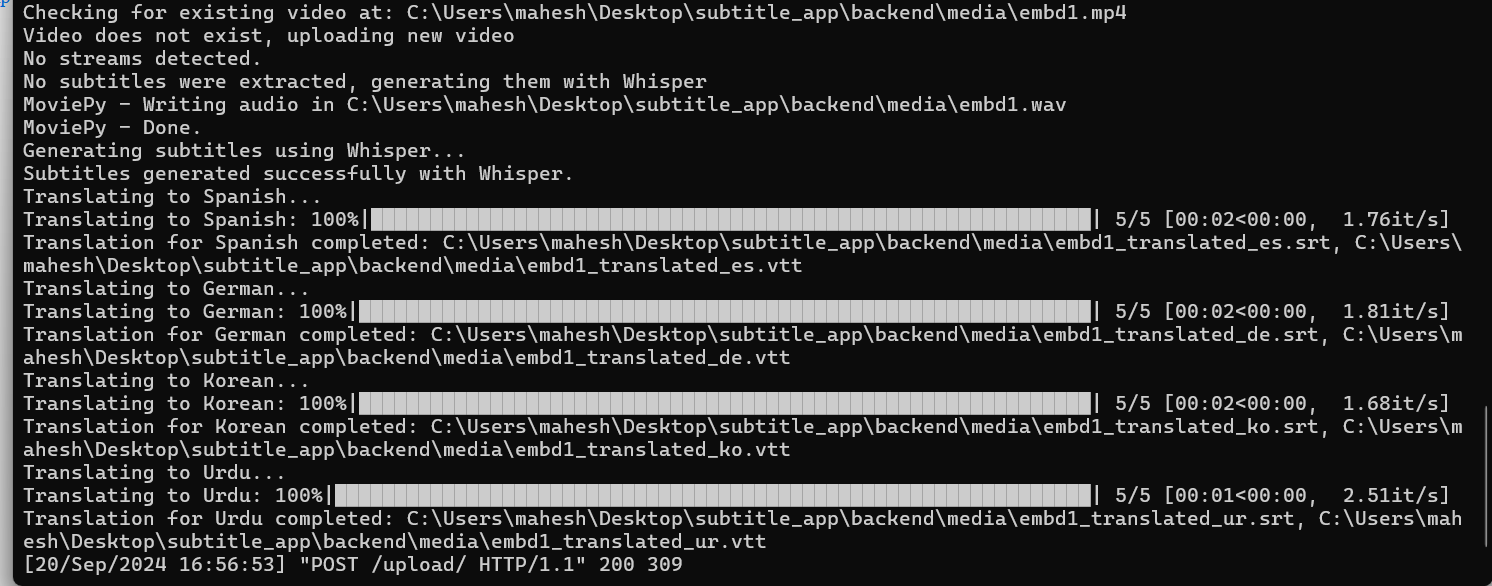 Checking for existing video at: C:\Users\mahesh\Desktop\subtitle_app\backend\media\embd1.mp4
Video does not exist, uploading new video
No streams detected.
No subtitles were extracted, generating them with Whisper
MoviePy - Writing audio in C:\Users\mahesh\Desktop\subtitle_app\backend\media\embd1.wav
MoviePy - Done.
Generating subtitles using Whisper...
Subtitles generated successfully with Whisper.
Translating to Spanish...
Translating to Spanish: 100%|██████████| 5/5 [00:02<00:00,  1.76it/s]
Translation for Spanish completed: C:\Users\mahesh\Desktop\subtitle_app\backend\media\embd1_translated_es.srt, C:\Users\
mahesh\Desktop\subtitle_app\backend\media\embd1_translated_es.vtt
Translating to German...
Translating to German: 100%|██████████| 5/5 [00:02<00:00,  1.81it/s]
Translation for German completed: C:\Users\mahesh\Desktop\subtitle_app\backend\media\embd1_translated_de.srt, C:\Users\m
ahesh\Desktop\subtitle_app\backend\media\embd1_translated_de.vtt
Translating to Korean...
Translating to Korean: 100%|██████████| 5/5 [00:02<00:00,  1.68it/s]
Translation for Korean completed: C:\Users\mahesh\Desktop\subtitle_app\backend\media\embd1_translated_ko.srt, C:\Users\m
ahesh\Desktop\subtitle_app\backend\media\embd1_translated_ko.vtt
Translating to Urdu...
Translating to Urdu: 100%|██████████| 5/5 [00:01<00:00,  2.51it/s]
Translation for Urdu completed: C:\Users\mahesh\Desktop\subtitle_app\backend\media\embd1_translated_ur.srt, C:\Users\mah
esh\Desktop\subtitle_app\backend\media\embd1_translated_ur.vtt
[20/Sep/2024 16:56:53] "POST /upload/ HTTP/1.1" 200 309